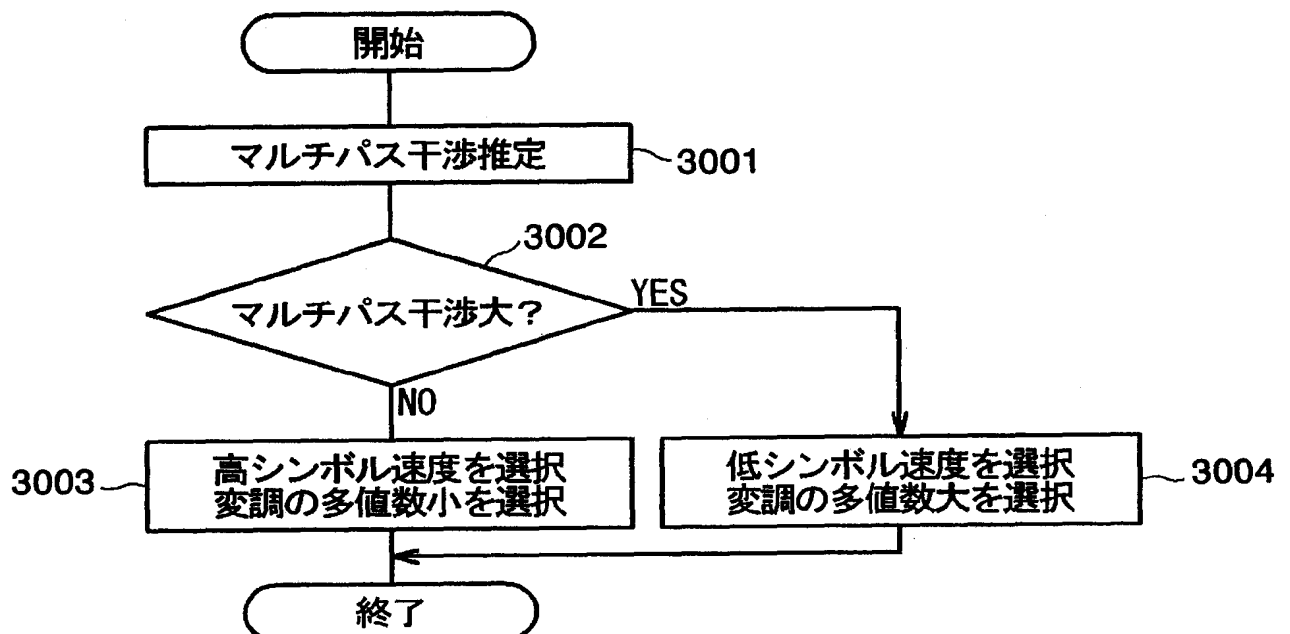 開始
マルチパス干渉推定
3001
3002
マルチパス干渉大?
YES
NO
3003
高シンボル速度を選択
変調の多値数小を選択
低シンボル速度を選択
変調の多値数大を選択
3004
終了